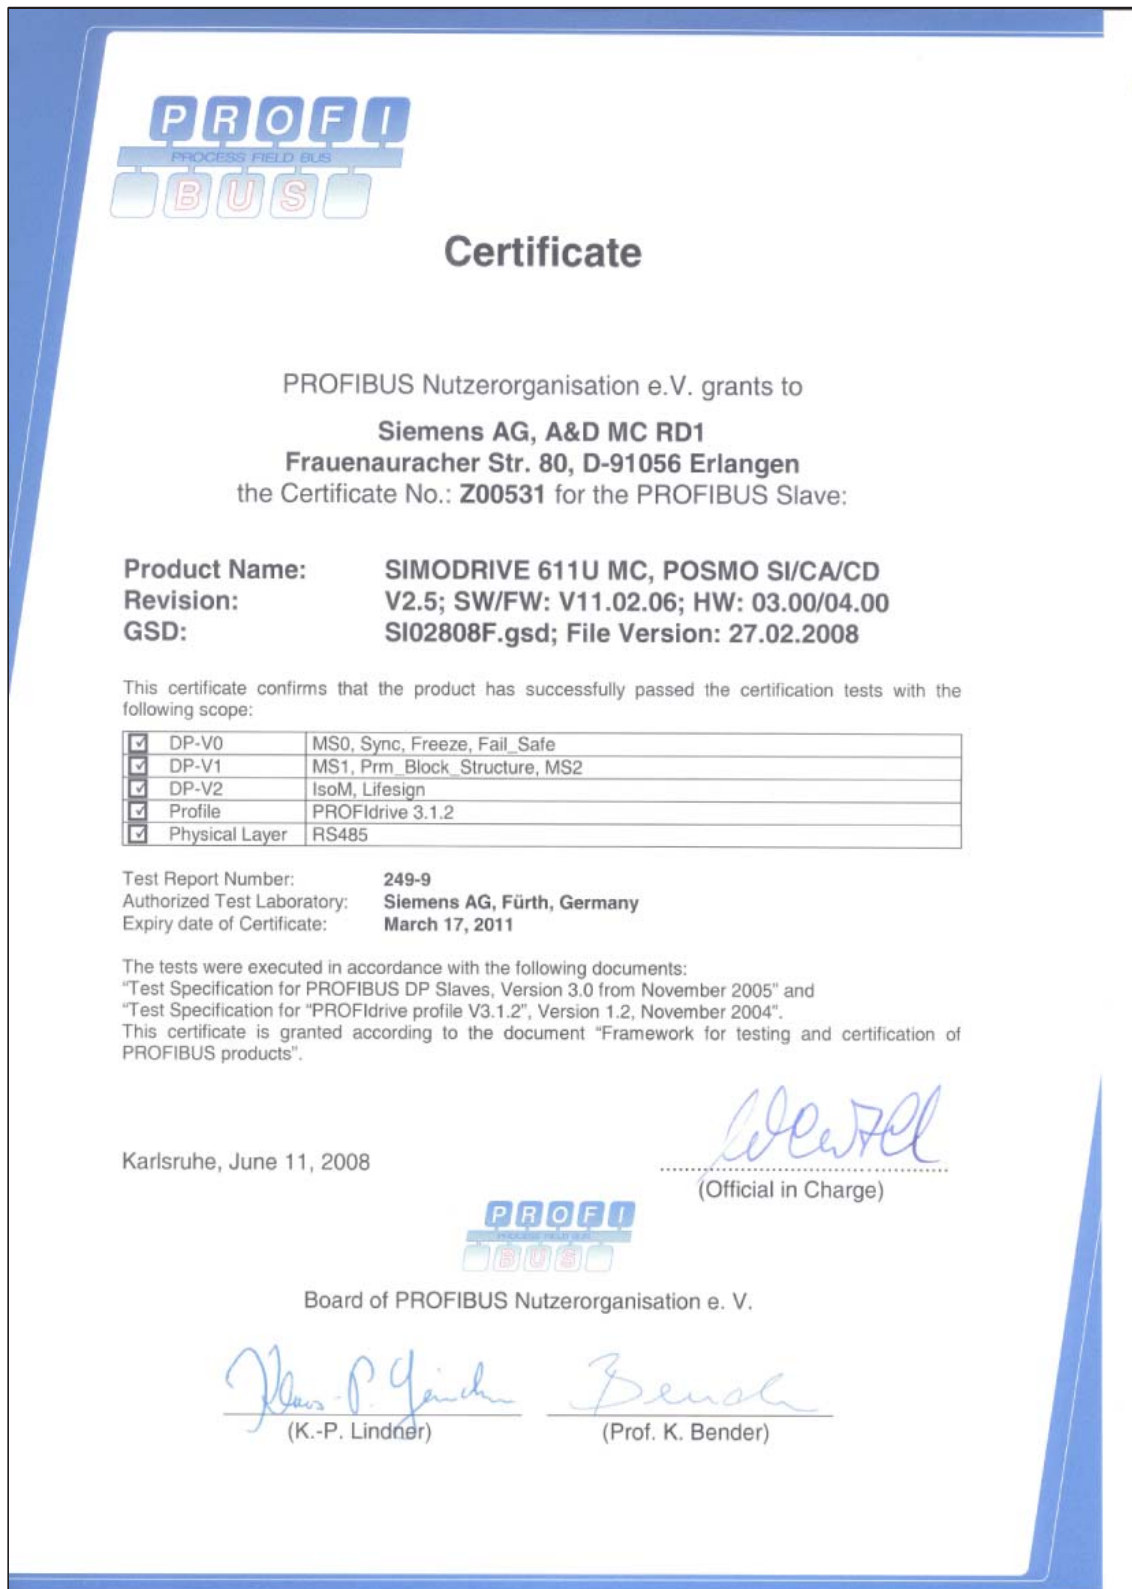 PROFI
PROCESS FIELD BUS
BUS
Certificate
PROFIBUS Nutzerorganisation e.V. grants to
Siemens AG, A&D MC RD1
Frauenauracher Str. 80, D-91056 Erlangen
the Certificate No.: Z00531 for the PROFIBUS Slave:
Product Name: SIMODRIVE 611U MC, POSMO SI/CA/CD
Revision: V2.5; SW/FW: V11.02.06; HW: 03.00/04.00
GSD: SI02808F.gsd; File Version: 27.02.2008
This certificate confirms that the product has successfully passed the certification tests with the
following scope:
DP-V0 MS0, Sync, Freeze, Fail_Safe
DP-V1 MS1, Prm_Block_Structure, MS2
DP-V2 IsoM, Lifesign
Profile PROFIdrive 3.1.2
Physical Layer RS485
Test Report Number: 249-9
Authorized Test Laboratory: Siemens AG, Fürth, Germany
Expiry date of Certificate: March 17, 2011
The tests were executed in accordance with the following documents:
"Test Specification for PROFIBUS DP Slaves, Version 3.0 from November 2005" and
"Test Specification for "PROFIdrive profile V3.1.2", Version 1.2, November 2004".
This certificate is granted according to the document "Framework for testing and certification of
PROFIBUS products".
Karlsruhe, June 11, 2008
(Official in Charge)
PROFI
PROCESS FIELD BUS
BUS
Board of PROFIBUS Nutzerorganisation e. V.
Bender
(K.-P. Lindner) (Prof. K. Bender)